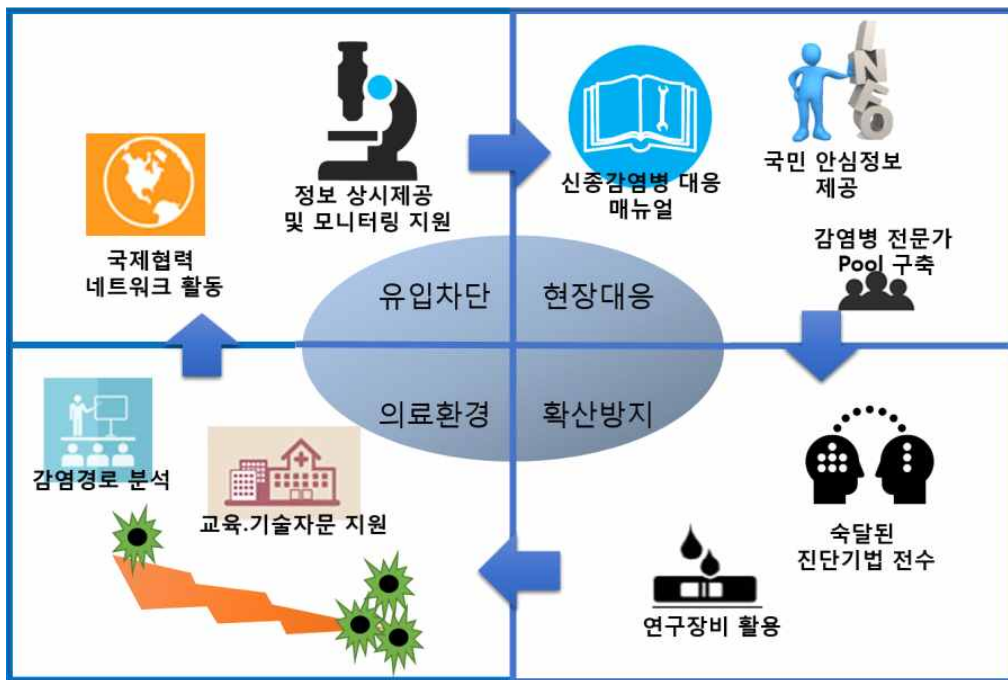 정보 상시제공
및 모니터링 지원
국제협력
네트워크 활동
유입차단
신종감염병 대응
매뉴얼
INFO
국민 안심정보
제공
감염병 전문가
Pool 구축
현장대응
의료환경
감염경로 분석
교육.기술자문 지원
확산방지
숙달된
진단기법 전수
연구장비 활용